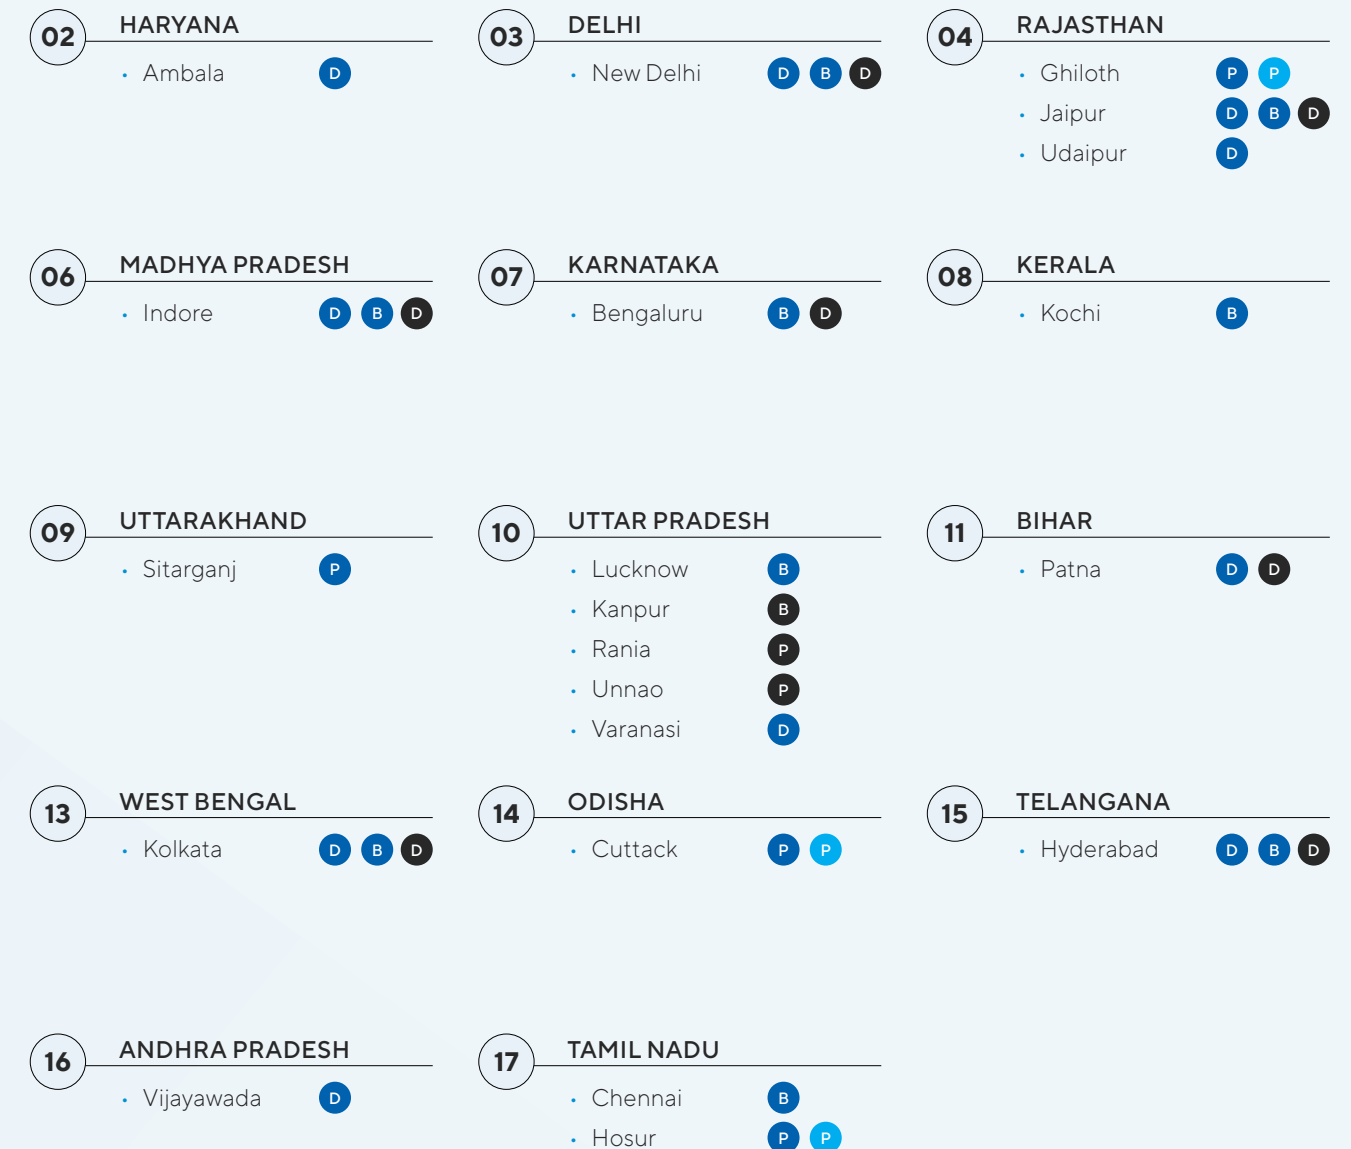 02 HARYANA
• Ambala D
03 DELHI
• New Delhi D B D
04 RAJASTHAN
• Ghiloth P P
• Jaipur D B D
• Udaipur D
06 MADHYA PRADESH
• Indore D B D
07 KARNATAKA
• Bengaluru B D
08 KERALA
• Kochi B
09 UTTARAKHAND
• Sitarganj P
10 UTTAR PRADESH
• Lucknow B
• Kanpur B
• Rania P
• Unnao P
• Varanasi D
11 BIHAR
• Patna D D
13 WEST BENGAL
• Kolkata D B D
14 ODISHA
• Cuttack P P
15 TELANGANA
• Hyderabad D B D
16 ANDHRA PRADESH
• Vijayawada D
17 TAMIL NADU
• Chennai B
• Hosur P P